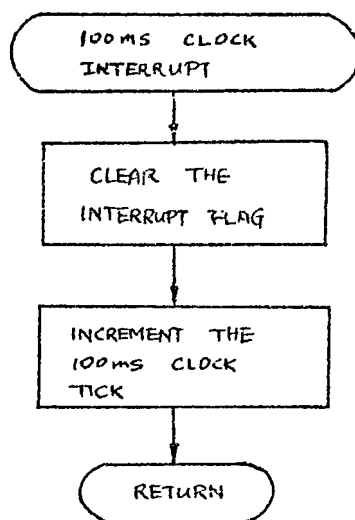 100ms CLOCK
INTERRUPT
CLEAR THE
INTERRUPT FLAG
INCREMENT THE
100ms CLOCK
TICK
RETURN